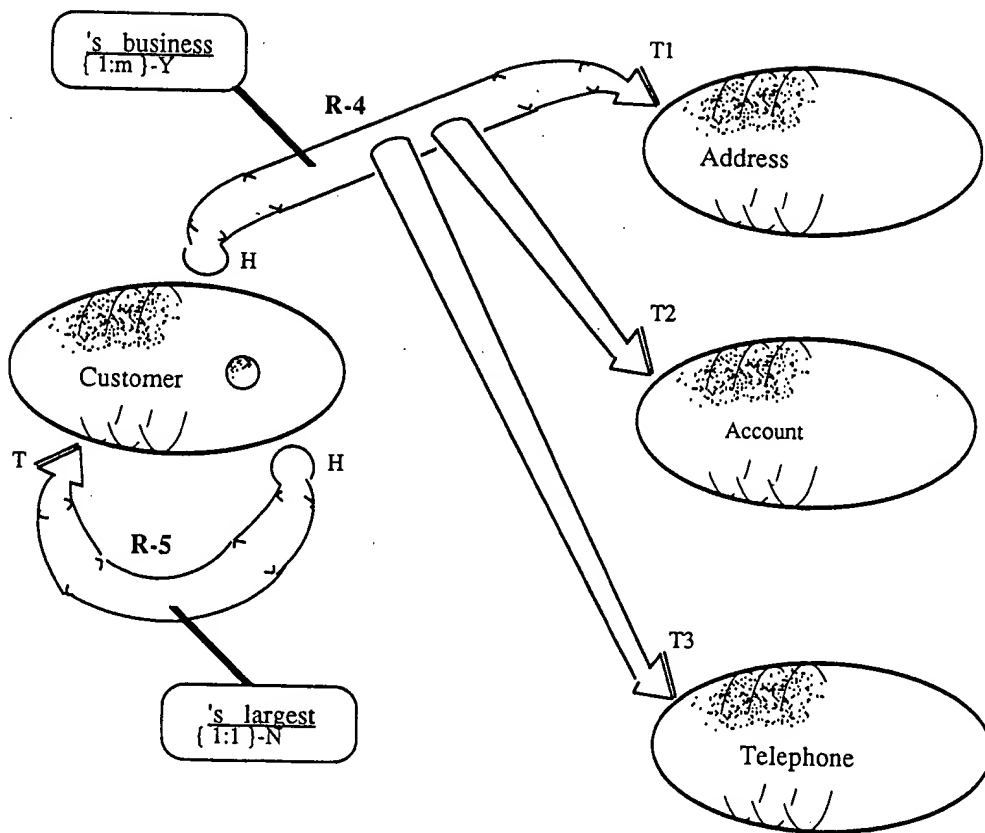 's business
{ 1:m }-Y
T1
R-4
Address
H
T2
Customer
Account
T
H
R-5
T3
's largest
{ 1:1 }-N
Telephone